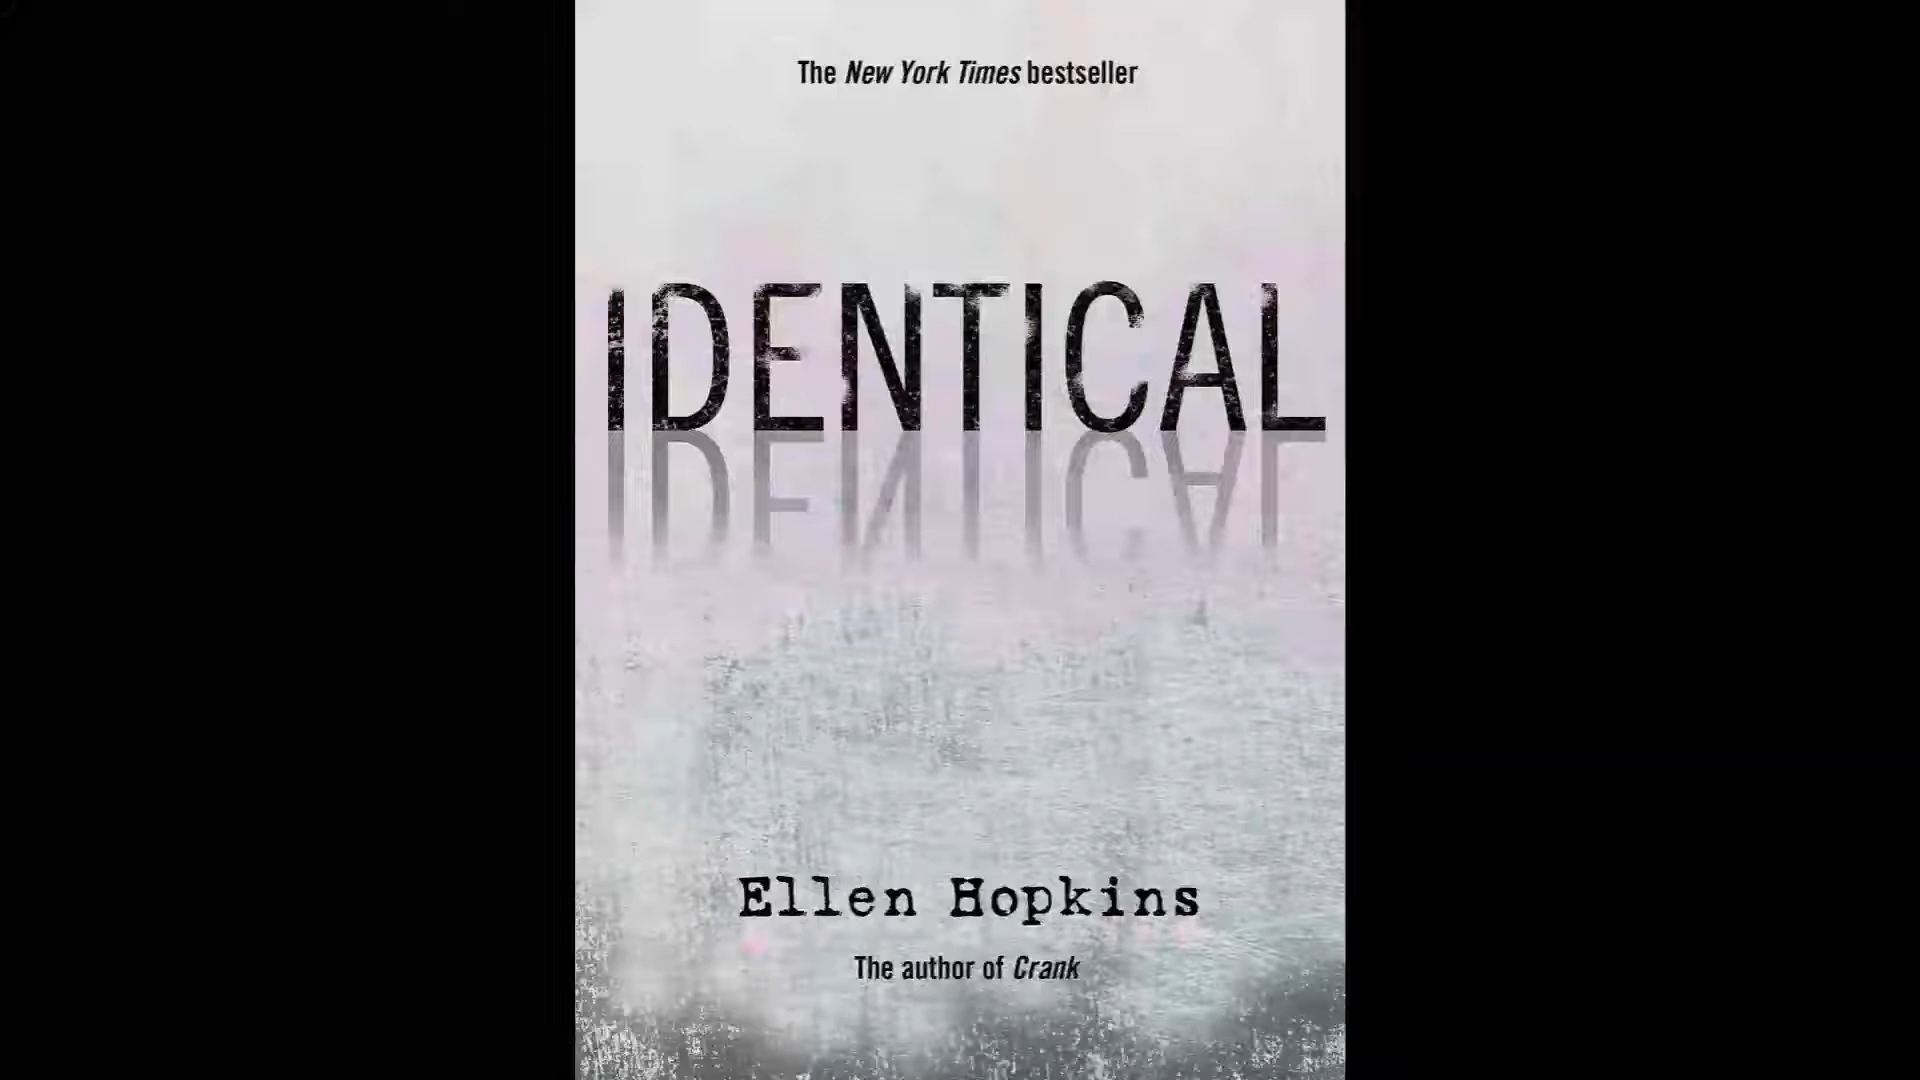 The New York Times bestseller
IDENTICAL
Ellen Hopkins
The author of Crank